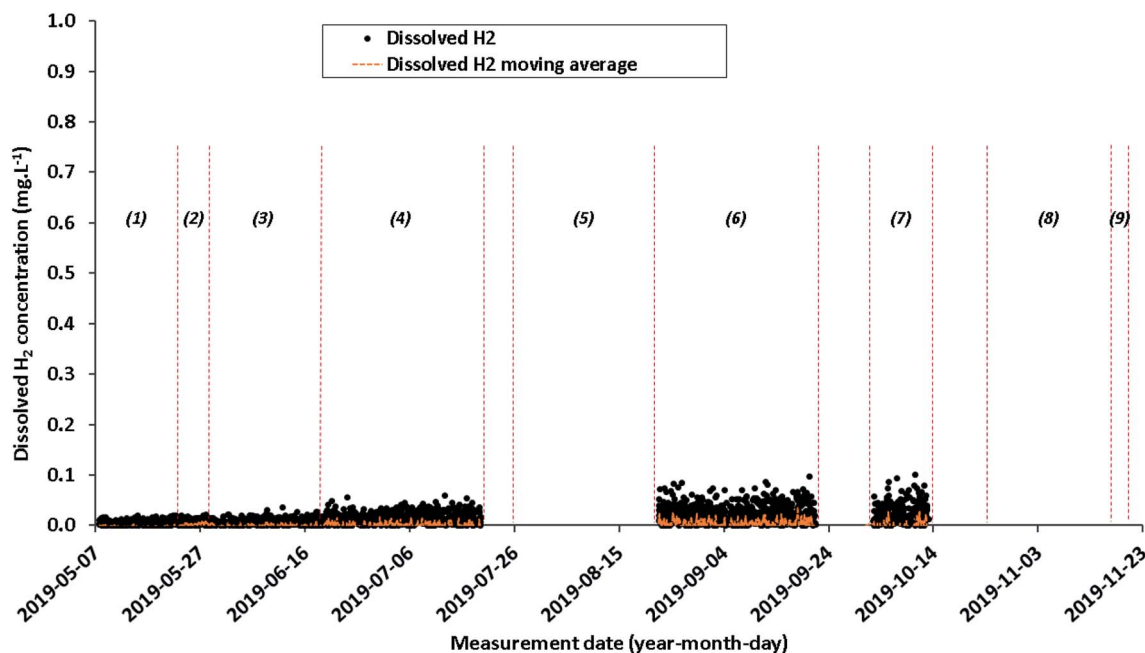 1.0
0.9
0.8
0.7
0.6
0.5
0.4
0.3
0.2
0.1
0.0
Dissolved H₂ concentration (mg.L⁻¹)
Dissolved H2
Dissolved H2 moving average
(1) (2) (3) (4) (5) (6) (7) (8) (9)
2019-05-07 2019-05-27 2019-06-16 2019-07-06 2019-07-26 2019-08-15 2019-09-04 2019-09-24 2019-10-14 2019-11-03 2019-11-23
Measurement date (year-month-day)